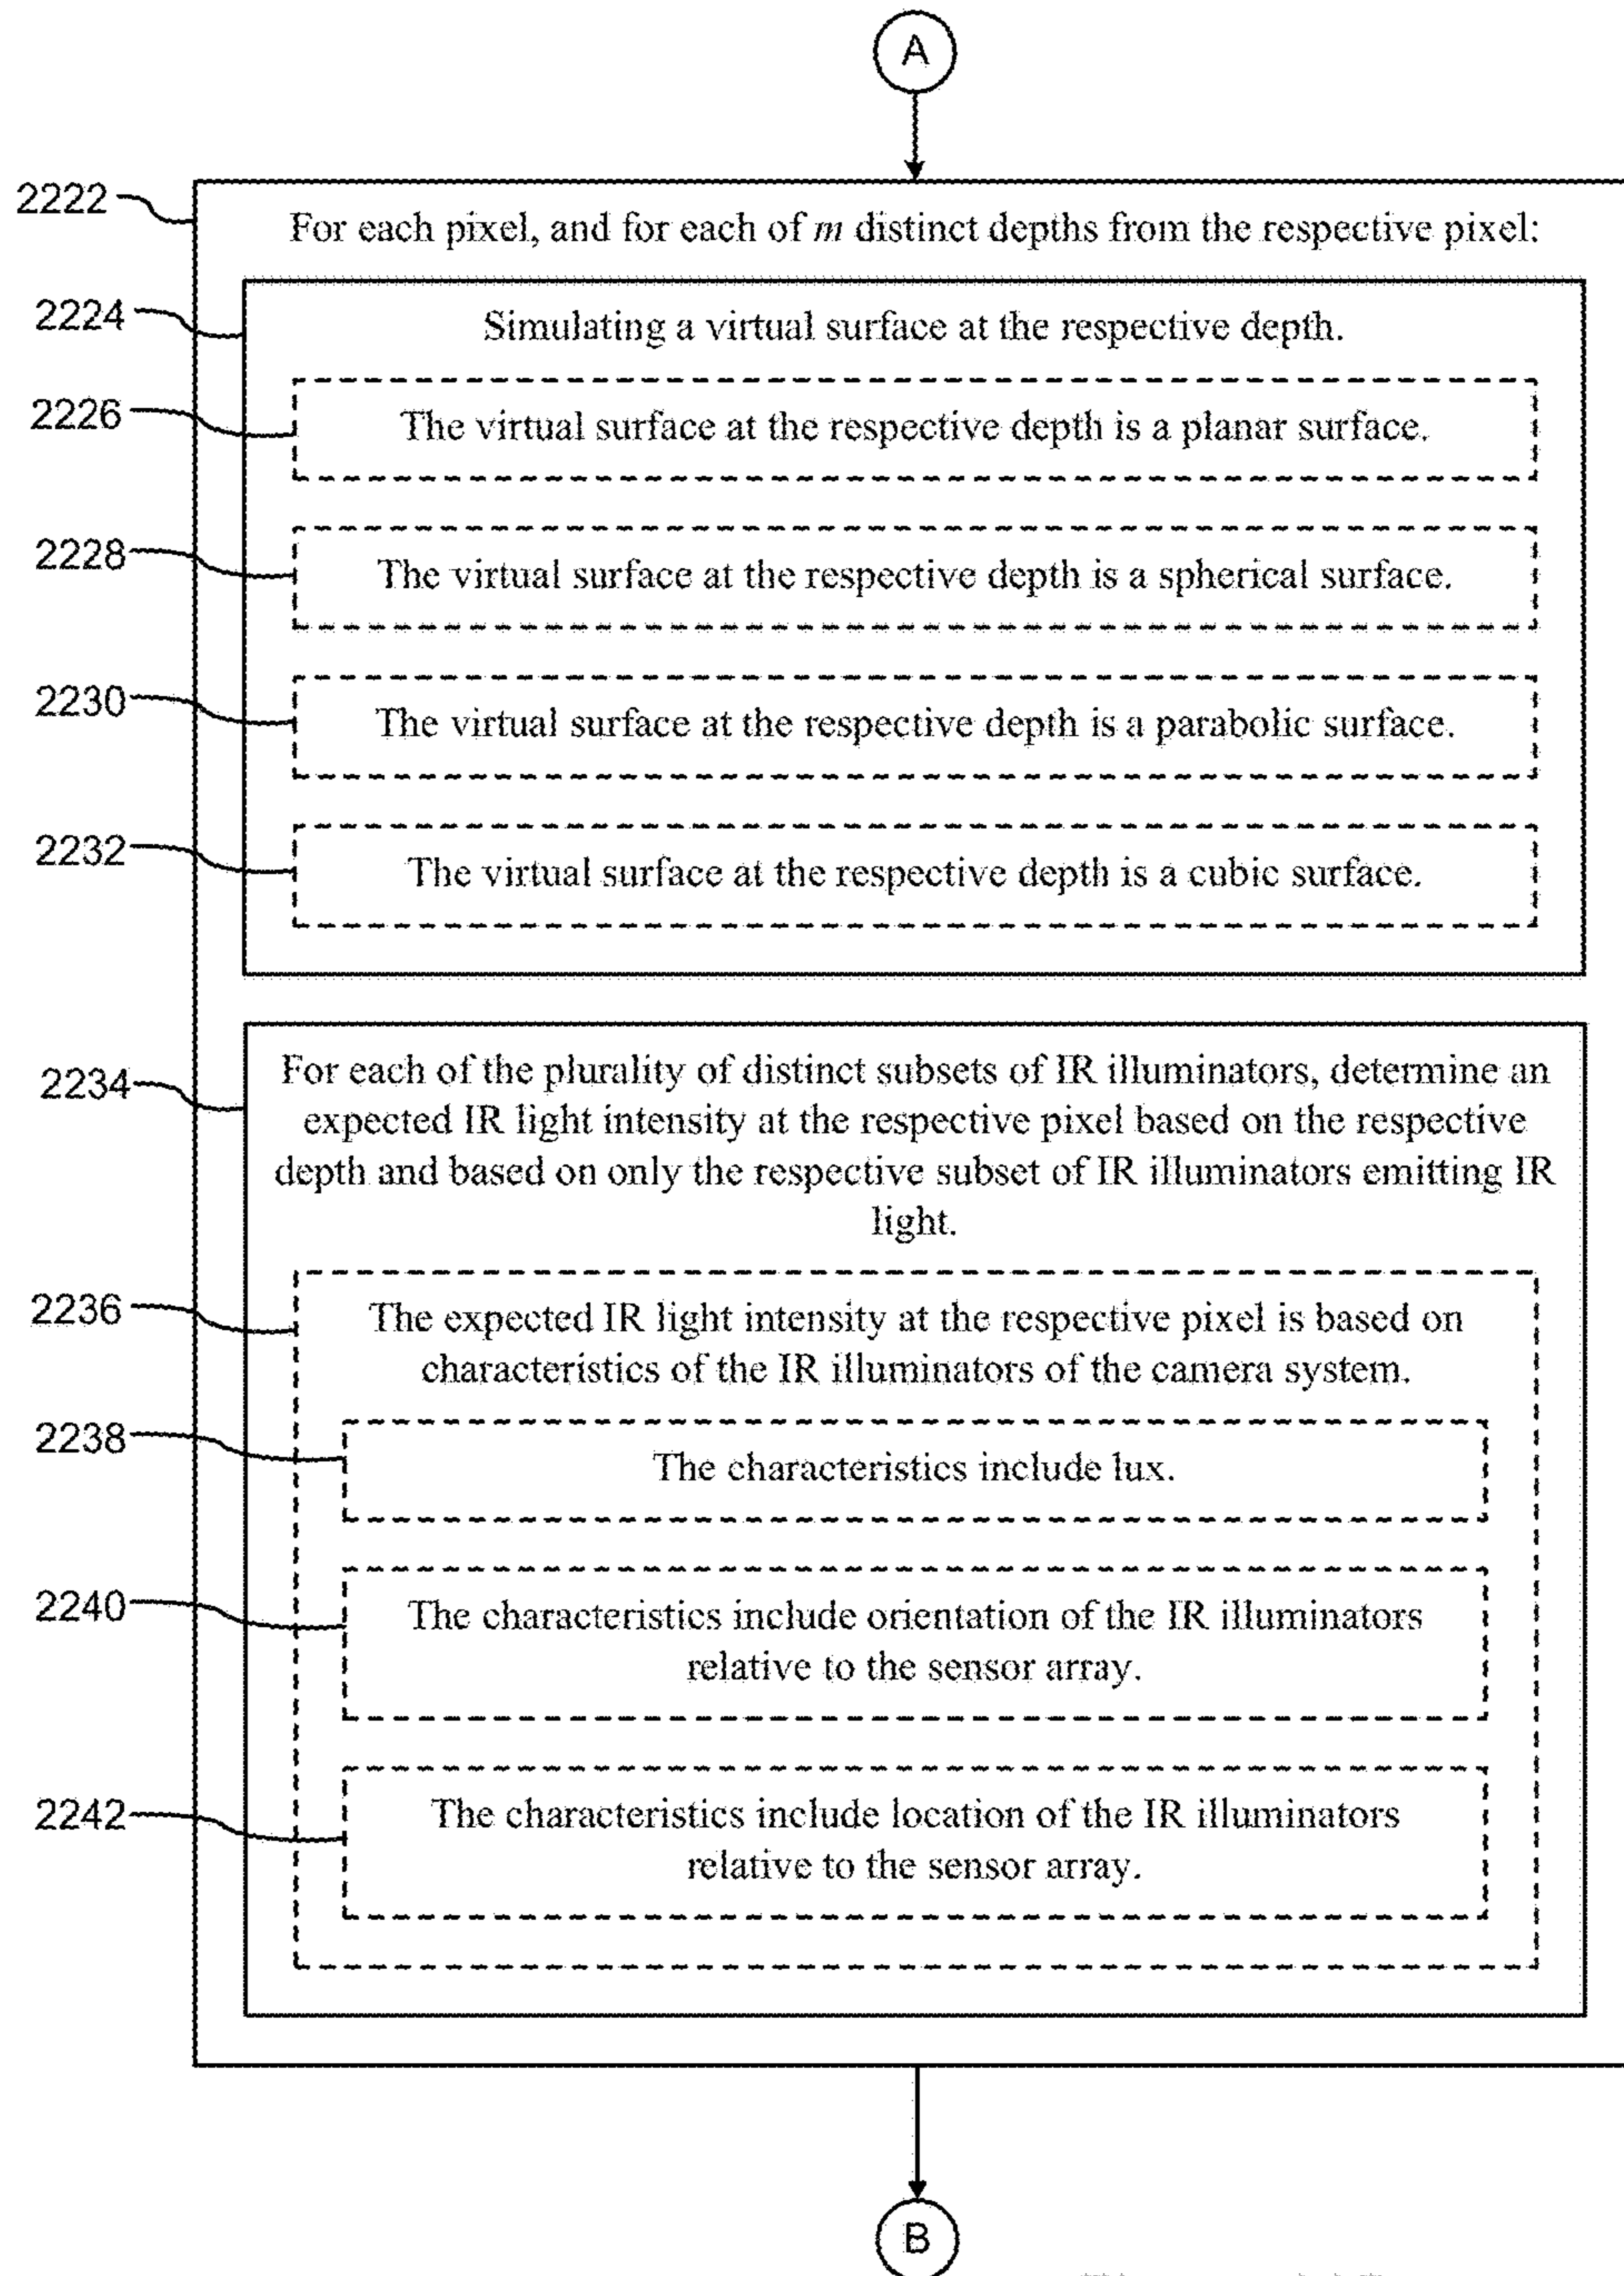 A
2222
For each pixel, and for each of m distinct depths from the respective pixel:
2224
Simulating a virtual surface at the respective depth.
2226
The virtual surface at the respective depth is a planar surface.
2228
The virtual surface at the respective depth is a spherical surface.
2230
The virtual surface at the respective depth is a parabolic surface.
2232
The virtual surface at the respective depth is a cubic surface.
2234
For each of the plurality of distinct subsets of IR illuminators, determine an
expected IR light intensity at the respective pixel based on the respective
depth and based on only the respective subset of IR illuminators emitting IR
light.
2236
The expected IR light intensity at the respective pixel is based on
characteristics of the IR illuminators of the camera system.
2238
The characteristics include lux.
2240
The characteristics include orientation of the IR illuminators
relative to the sensor array.
2242
The characteristics include location of the IR illuminators
relative to the sensor array.
B